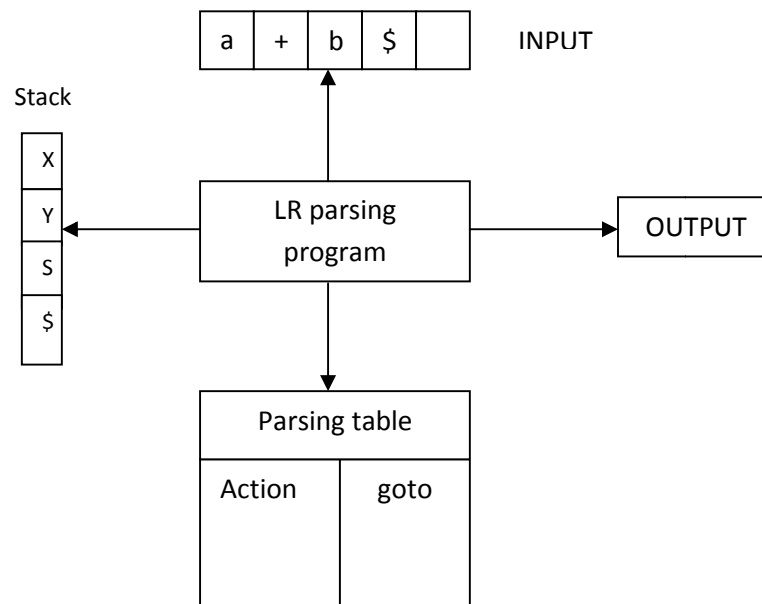 a + b $ INPUT
Stack
X
Y
S
$
LR parsing
program
OUTPUT
Parsing table
Action goto